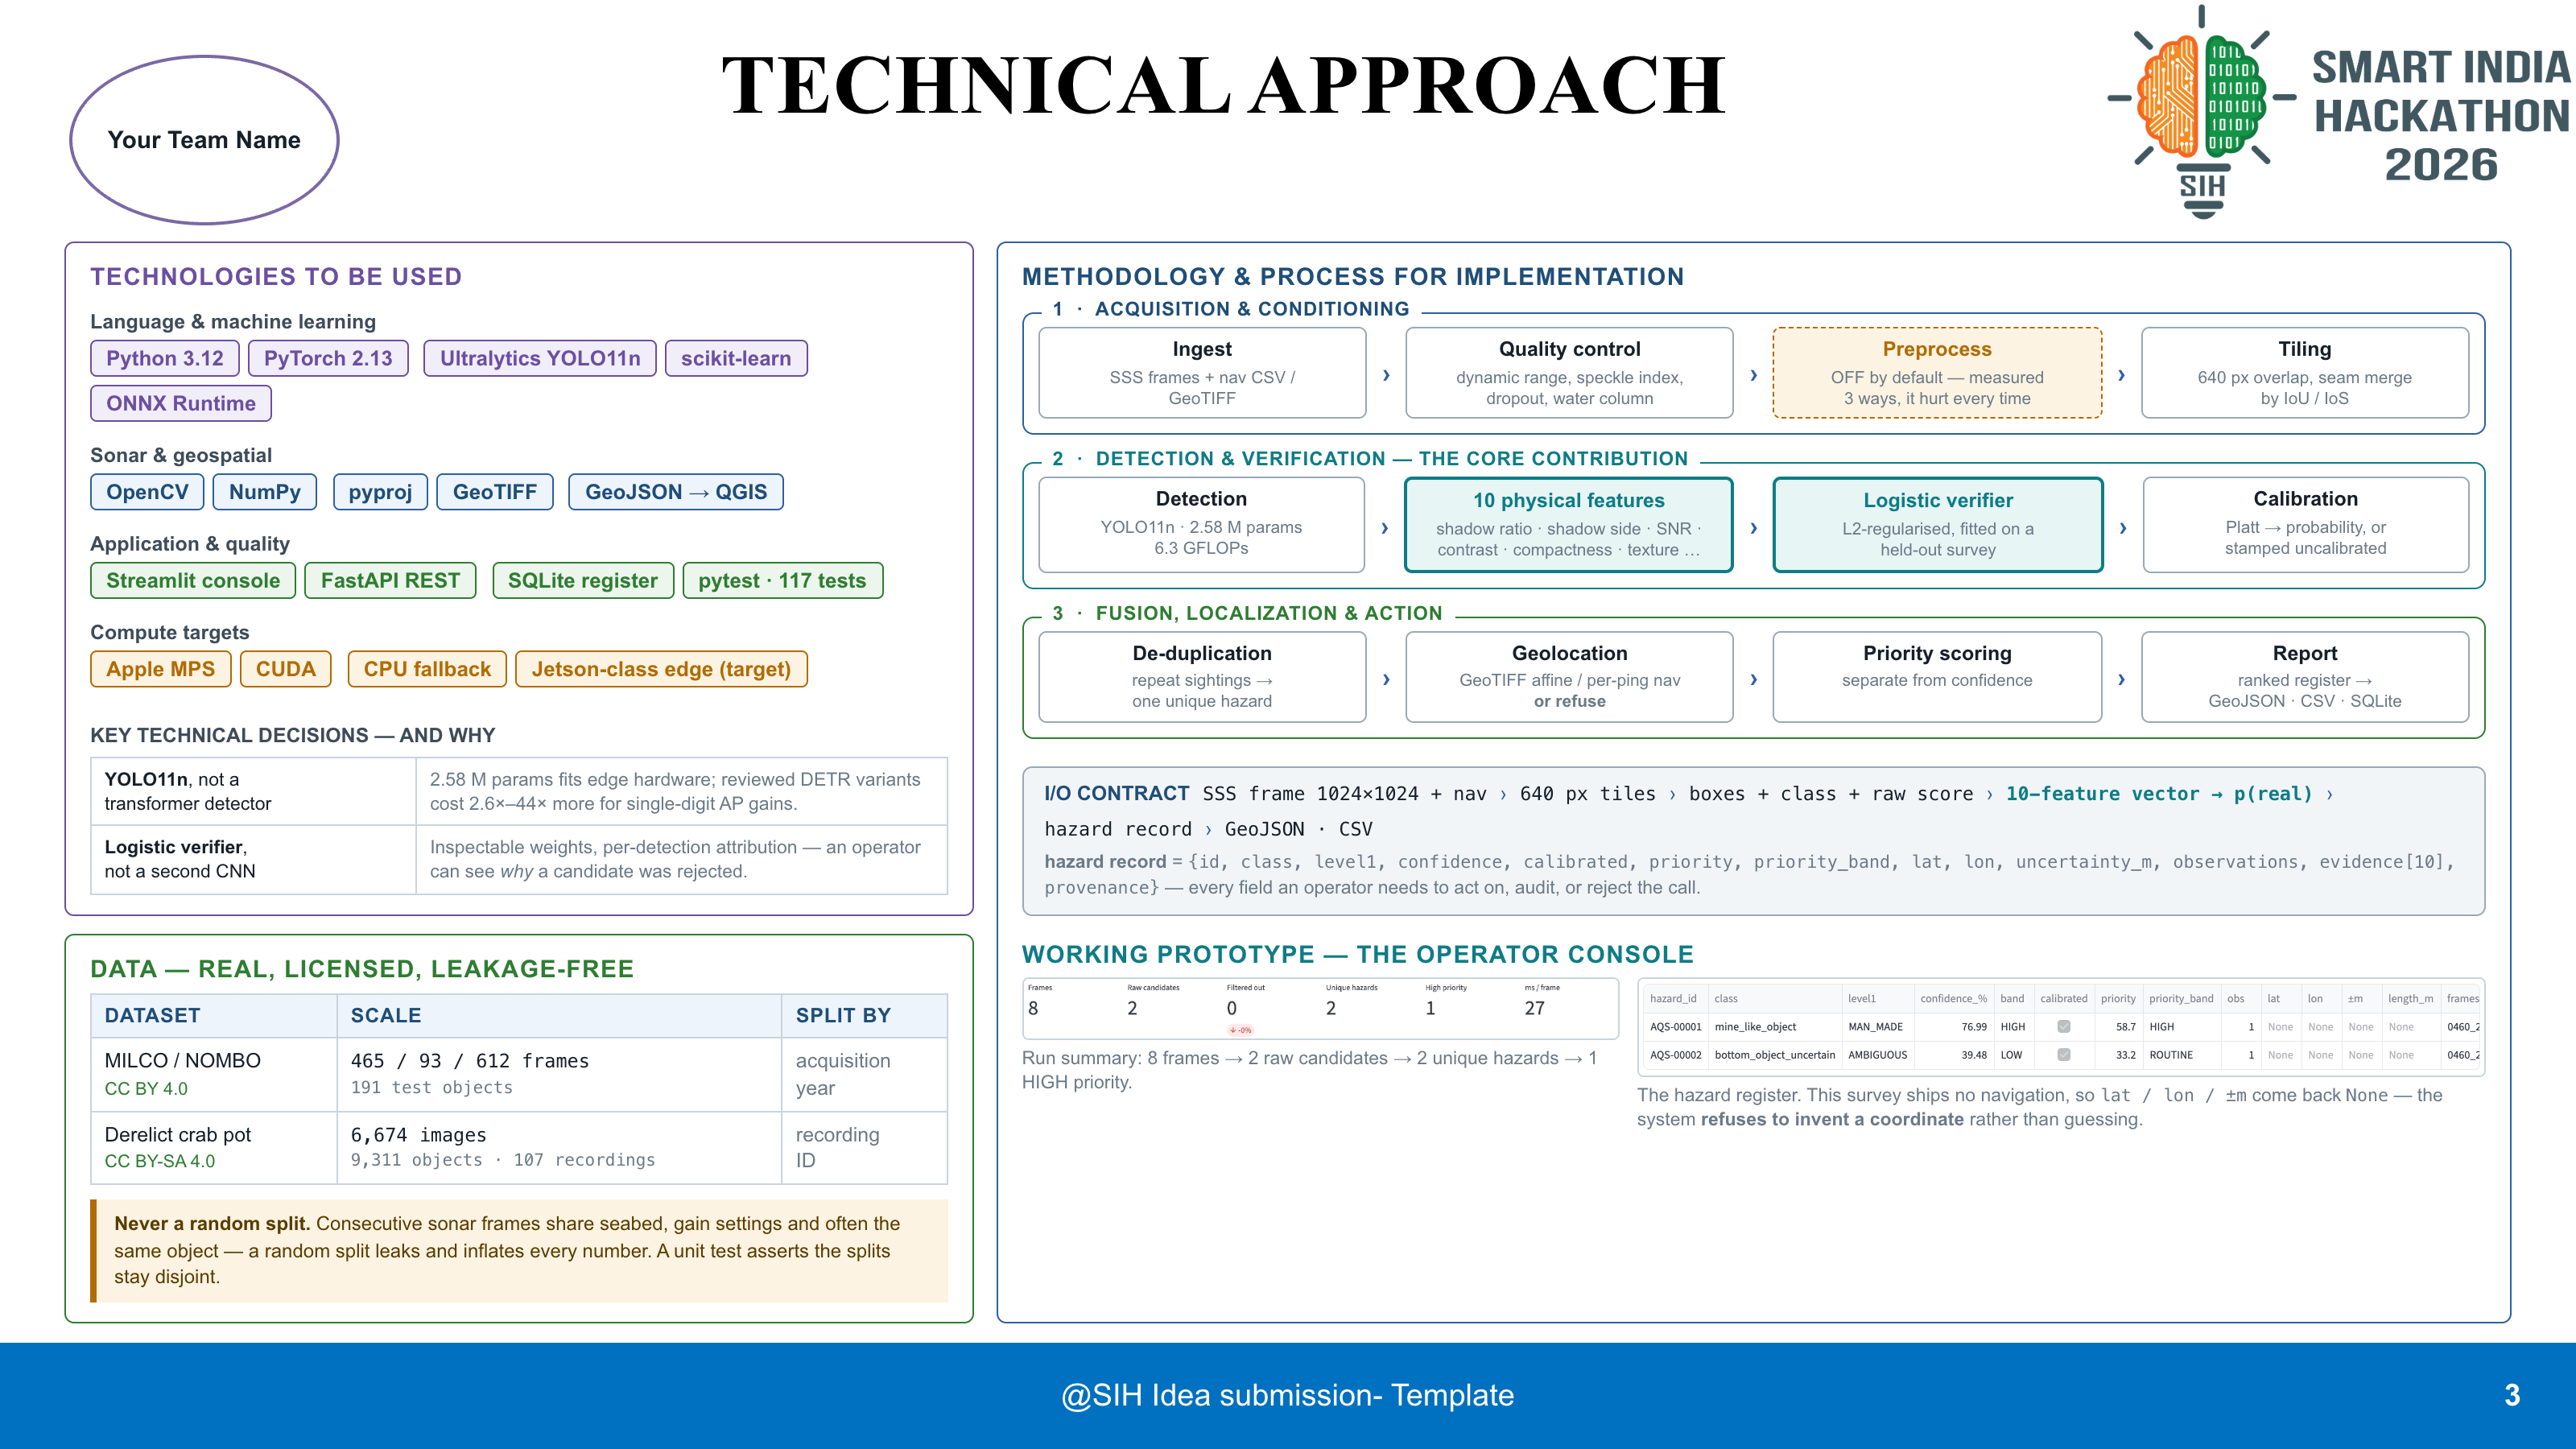 Your Team Name
TECHNICAL APPROACH
SIH
SMART INDIA
HACKATHON
2026
TECHNOLOGIES TO BE USED
Language & machine learning
Python 3.12 PyTorch 2.13 Ultralytics YOLO11n scikit-learn
ONNX Runtime
Sonar & geospatial
OpenCV NumPy pyproj GeoTIFF GeoJSON → QGIS
Application & quality
Streamlit console FastAPI REST SQLite register pytest · 117 tests
Compute targets
Apple MPS CUDA CPU fallback Jetson-class edge (target)
KEY TECHNICAL DECISIONS — AND WHY
YOLO11n, not a
transformer detector
2.58 M params fits edge hardware; reviewed DETR variants
cost 2.6×–44× more for single-digit AP gains.
Logistic verifier,
not a second CNN
Inspectable weights, per-detection attribution — an operator
can see why a candidate was rejected.
DATA — REAL, LICENSED, LEAKAGE-FREE
DATASET SCALE SPLIT BY
MILCO / NOMBO
CC BY 4.0
465 / 93 / 612 frames
191 test objects
acquisition
year
Derelict crab pot
CC BY-SA 4.0
6,674 images
9,311 objects · 107 recordings
recording
ID
Never a random split. Consecutive sonar frames share seabed, gain settings and often the
same object — a random split leaks and inflates every number. A unit test asserts the splits
stay disjoint.
METHODOLOGY & PROCESS FOR IMPLEMENTATION
1 · ACQUISITION & CONDITIONING
Ingest
SSS frames + nav CSV /
GeoTIFF
›
Quality control
dynamic range, speckle index,
dropout, water column
›
Preprocess
OFF by default — measured
3 ways, it hurt every time
›
Tiling
640 px overlap, seam merge
by IoU / IoS
2 · DETECTION & VERIFICATION — THE CORE CONTRIBUTION
Detection
YOLO11n · 2.58 M params
6.3 GFLOPs
›
10 physical features
shadow ratio · shadow side · SNR ·
contrast · compactness · texture …
›
Logistic verifier
L2-regularised, fitted on a
held-out survey
›
Calibration
Platt → probability, or
stamped uncalibrated
3 · FUSION, LOCALIZATION & ACTION
De-duplication
repeat sightings →
one unique hazard
›
Geolocation
GeoTIFF affine / per-ping nav
or refuse
›
Priority scoring
separate from confidence
›
Report
ranked register →
GeoJSON · CSV · SQLite
I/O CONTRACT SSS frame 1024×1024 + nav › 640 px tiles › boxes + class + raw score › 10-feature vector → p(real) ›
hazard record › GeoJSON · CSV
hazard record = {id, class, level1, confidence, calibrated, priority, priority_band, lat, lon, uncertainty_m, observations, evidence[10],
provenance} — every field an operator needs to act on, audit, or reject the call.
WORKING PROTOTYPE — THE OPERATOR CONSOLE
Frames Raw candidates Filtered out Unique hazards High priority ms / frame
8 2 0 2 1 27
↓ -0%
Run summary: 8 frames → 2 raw candidates → 2 unique hazards → 1
HIGH priority.
hazard_id class level1 confidence_% band calibrated priority priority_band obs lat lon ±m length_m frames
AQS-00001 mine_like_object MAN_MADE 76.99 HIGH 58.7 HIGH 1 None None None None 0460_2
AQS-00002 bottom_object_uncertain AMBIGUOUS 39.48 LOW 33.2 ROUTINE 1 None None None None 0460_2
The hazard register. This survey ships no navigation, so lat / lon / ±m come back None — the
system refuses to invent a coordinate rather than guessing.
@SIH Idea submission- Template
3